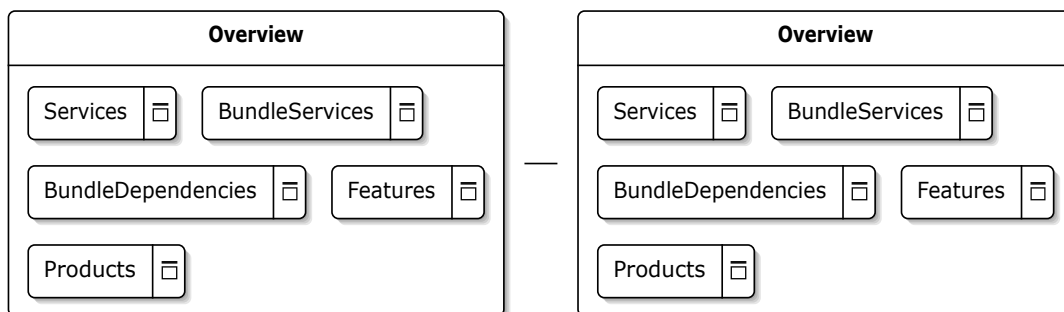 Overview
Services BundleServices
BundleDependencies Features
Products
—
Overview
Services BundleServices
BundleDependencies Features
Products